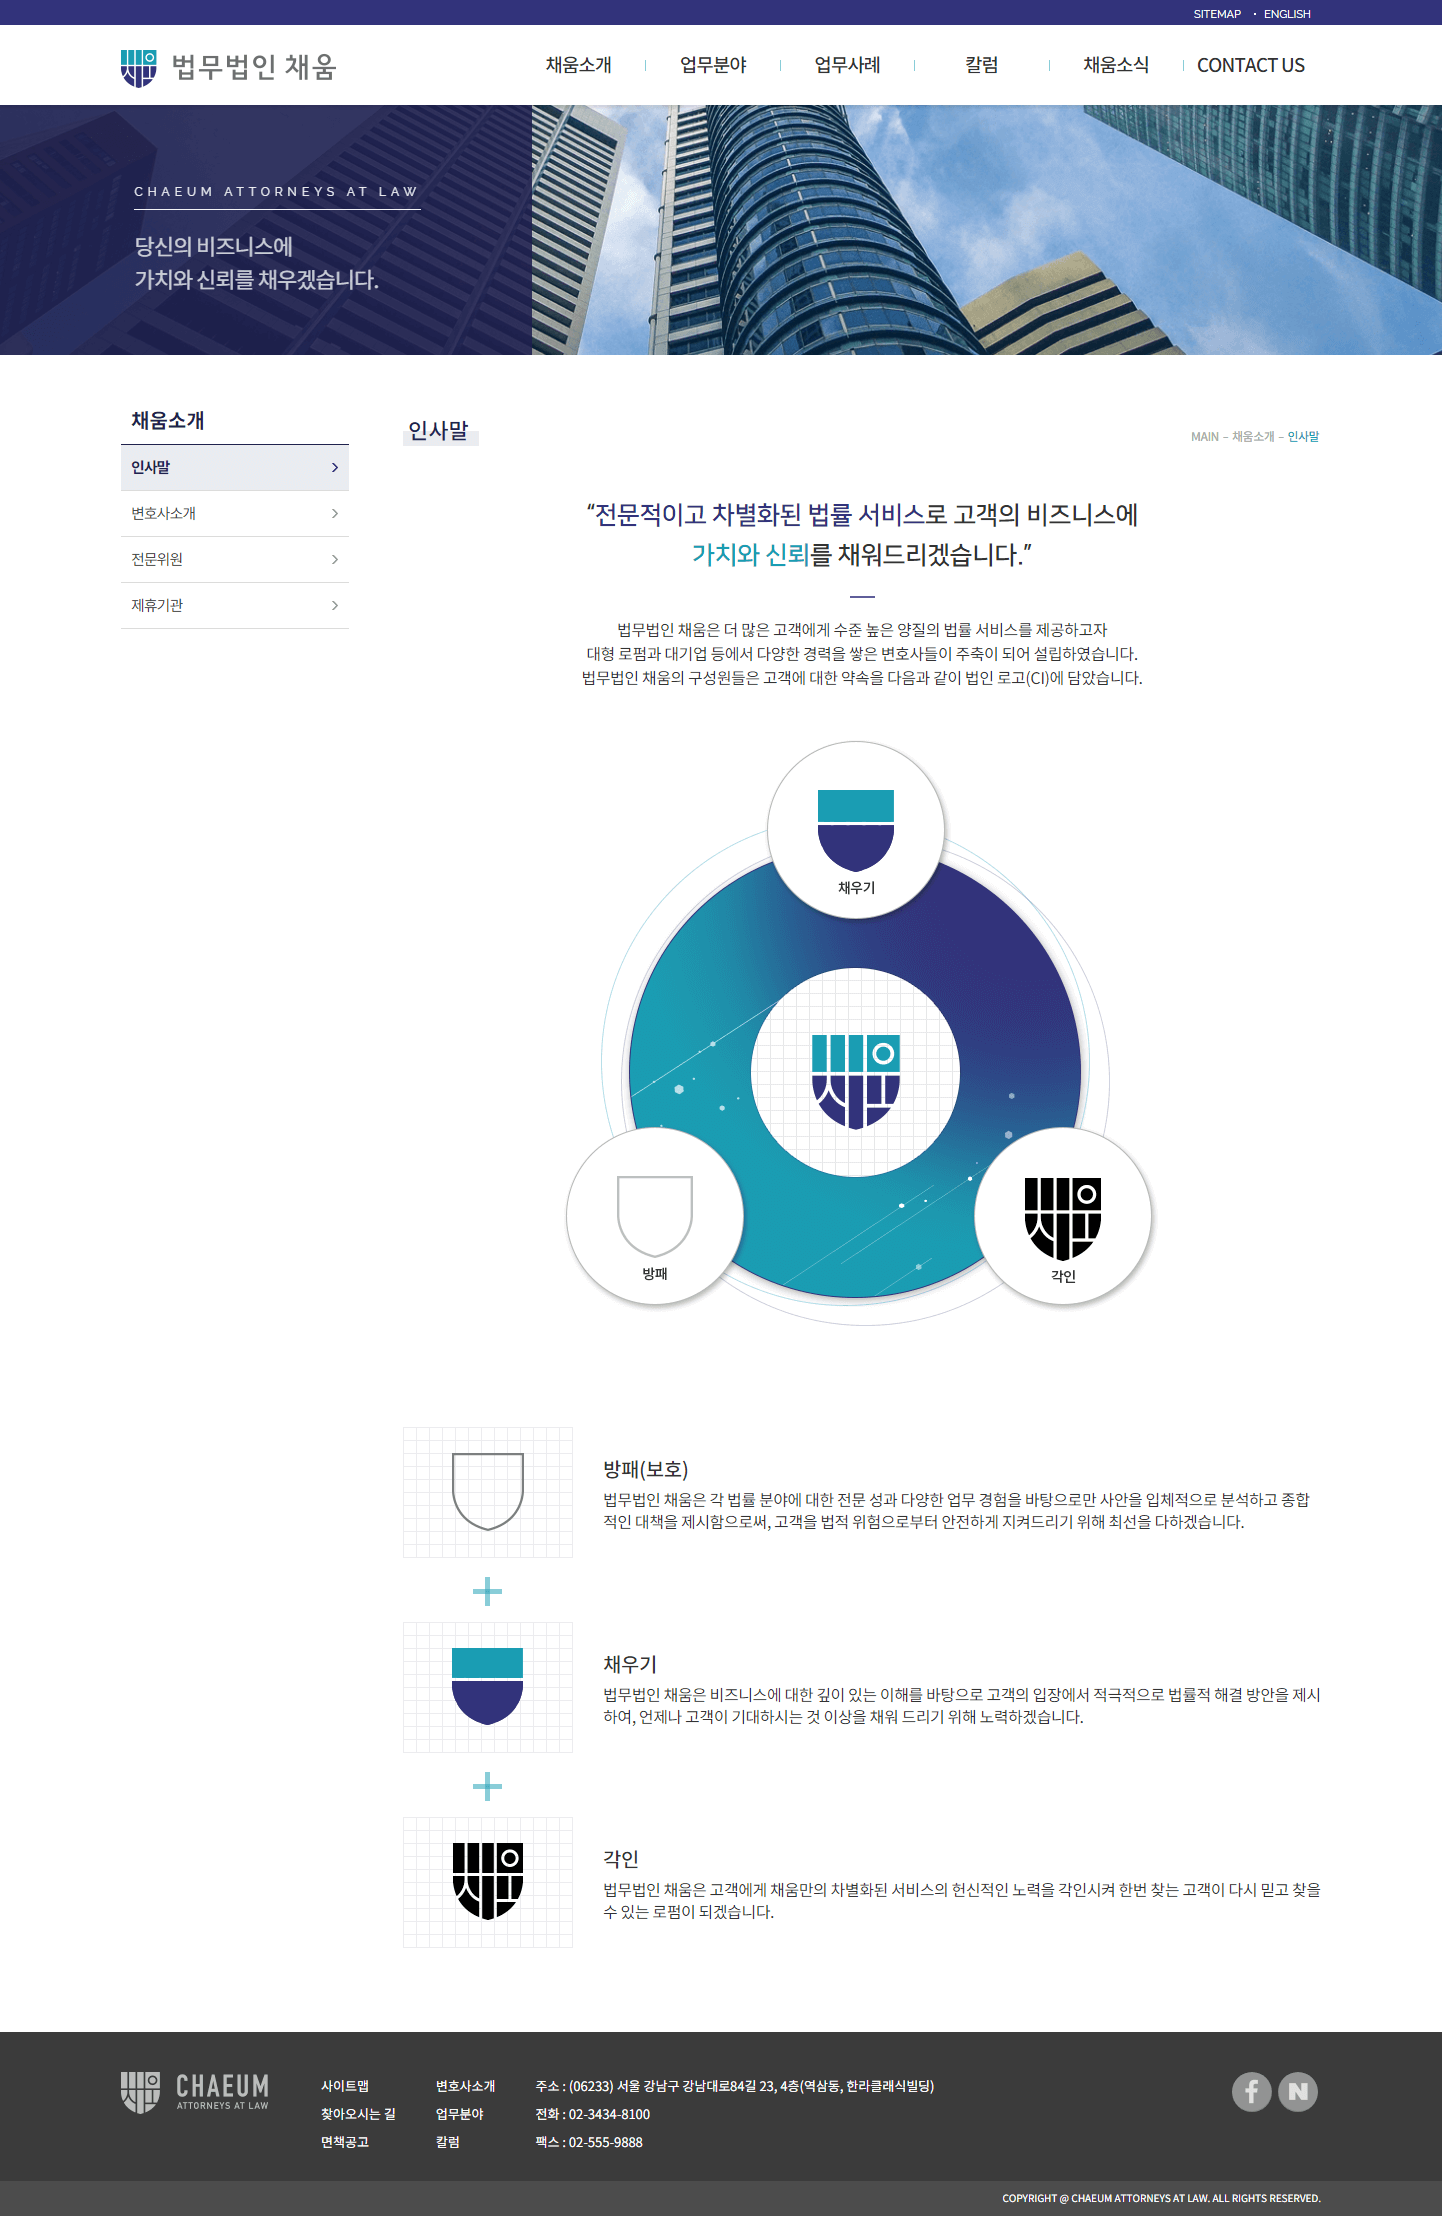 SITEMAP · ENGLISH
법무법인 채움
채움소개 업무분야 업무사례 칼럼 채움소식 CONTACT US
CHAEUM ATTORNEYS AT LAW
당신의 비즈니스에
가치와 신뢰를 채우겠습니다.
채움소개
인사말
변호사소개
전문위원
제휴기관
인사말
MAIN - 채움소개 - 인사말
“전문적이고 차별화된 법률 서비스로 고객의 비즈니스에
가치와 신뢰를 채워드리겠습니다.”
법무법인 채움은 더 많은 고객에게 수준 높은 양질의 법률 서비스를 제공하고자
대형 로펌과 대기업 등에서 다양한 경력을 쌓은 변호사들이 주축이 되어 설립하였습니다.
법무법인 채움의 구성원들은 고객에 대한 약속을 다음과 같이 법인 로고(CI)에 담았습니다.
채우기
방패
각인
방패(보호)
법무법인 채움은 각 법률 분야에 대한 전문 성과 다양한 업무 경험을 바탕으로만 사안을 입체적으로 분석하고 종합
적인 대책을 제시함으로써, 고객을 법적 위험으로부터 안전하게 지켜드리기 위해 최선을 다하겠습니다.
채우기
법무법인 채움은 비즈니스에 대한 깊이 있는 이해를 바탕으로 고객의 입장에서 적극적으로 법률적 해결 방안을 제시
하여, 언제나 고객이 기대하시는 것 이상을 채워 드리기 위해 노력하겠습니다.
각인
법무법인 채움은 고객에게 채움만의 차별화된 서비스의 헌신적인 노력을 각인시켜 한번 찾는 고객이 다시 믿고 찾을
수 있는 로펌이 되겠습니다.
CHAEUM
ATTORNEYS AT LAW
사이트맵 변호사소개 주소 : (06233) 서울 강남구 강남대로84길 23, 4층(역삼동, 한라클래식빌딩)
찾아오시는 길 업무분야 전화 : 02-3434-8100
면책공고 칼럼 팩스 : 02-555-9888
COPYRIGHT @ CHAEUM ATTORNEYS AT LAW. ALL RIGHTS RESERVED.